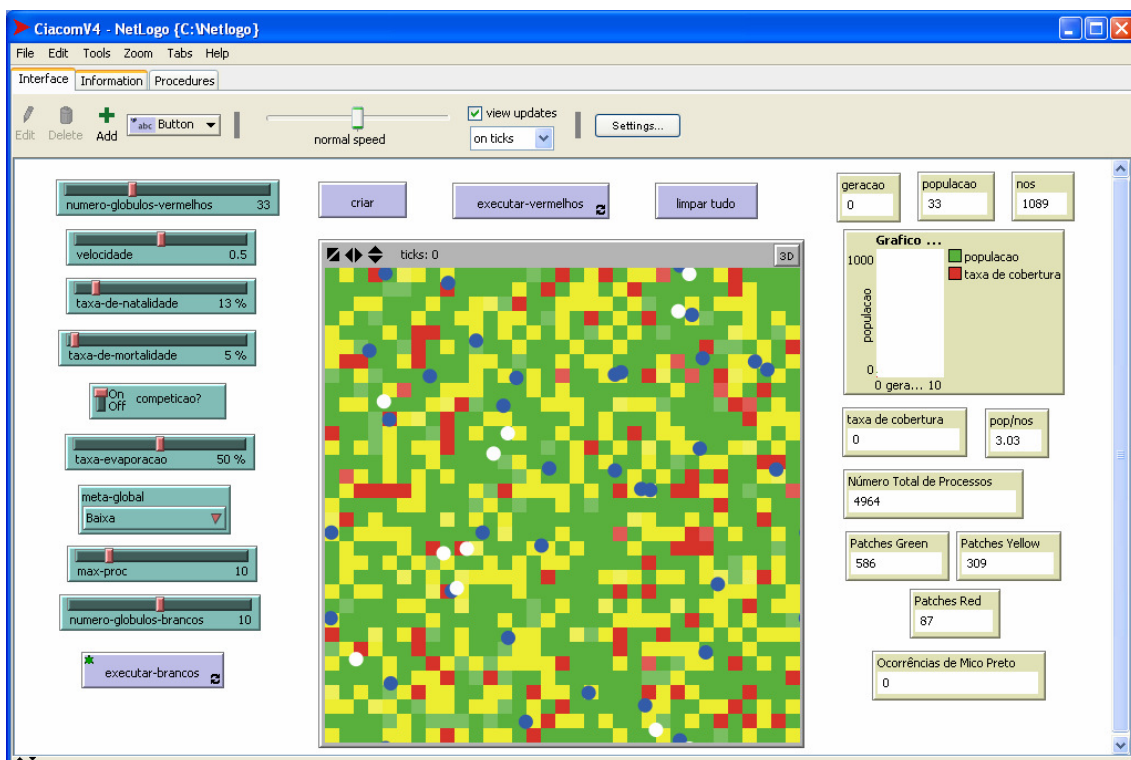 CiacomV4 - NetLogo {C:\Netlogo}
File Edit Tools Zoom Tabs Help
Interface Information Procedures
Edit Delete Add abc Button normal speed view updates on ticks Settings...
numero-globulos-vermelhos 33
velocidade 0.5
taxa-de-natalidade 13 %
taxa-de-mortalidade 5 %
On
Off
competicao?
taxa-evaporacao 50 %
meta-global
Baixa
max-proc 10
numero-globulos-brancos 10
executar-brancos
criar
executar-vermelhos
limpar tudo
ticks: 0
3D
geracao
0
populacao
33
nos
1089
Grafico ...
1000
populacao
0
0 gera... 10
populacao
taxa de cobertura
taxa de cobertura
0
pop/nos
3.03
Número Total de Processos
4964
Patches Green
586
Patches Yellow
309
Patches Red
87
Ocorrências de Mico Preto
0